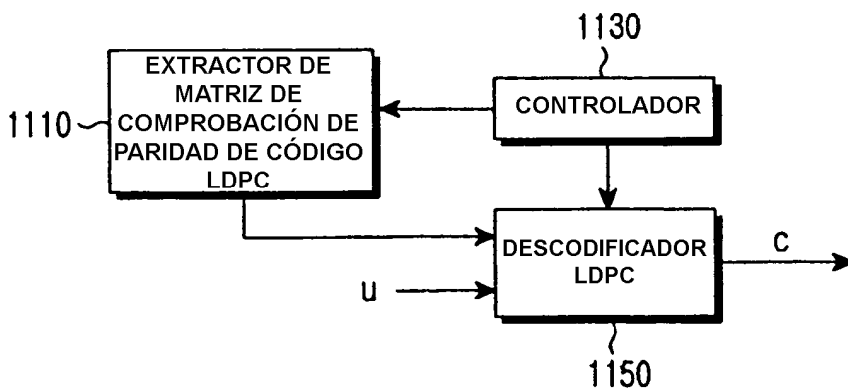 1130
EXTRACTOR DE
MATRIZ DE
COMPROBACIÓN DE
PARIDAD DE CÓDIGO
LDPC
1110
CONTROLADOR
DESCODIFICADOR
LDPC
c
u
1150